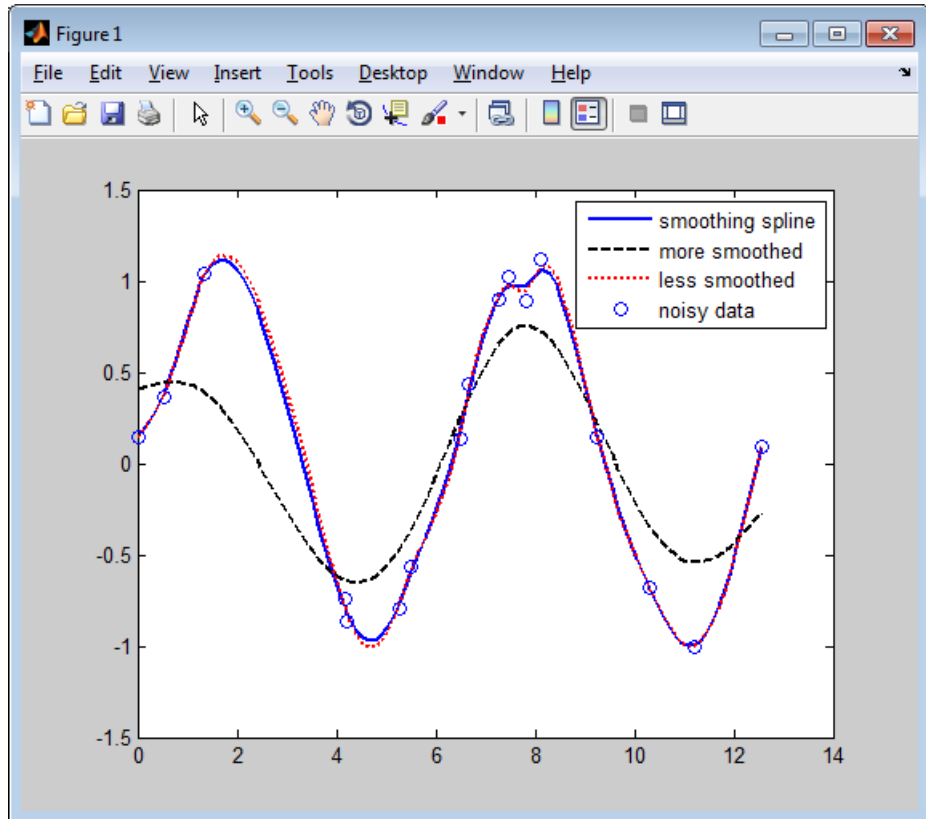 Figure 1
File Edit View Insert Tools Desktop Window Help
1.5
1
0.5
0
-0.5
-1
-1.5
0 2 4 6 8 10 12 14
smoothing spline
more smoothed
less smoothed
noisy data